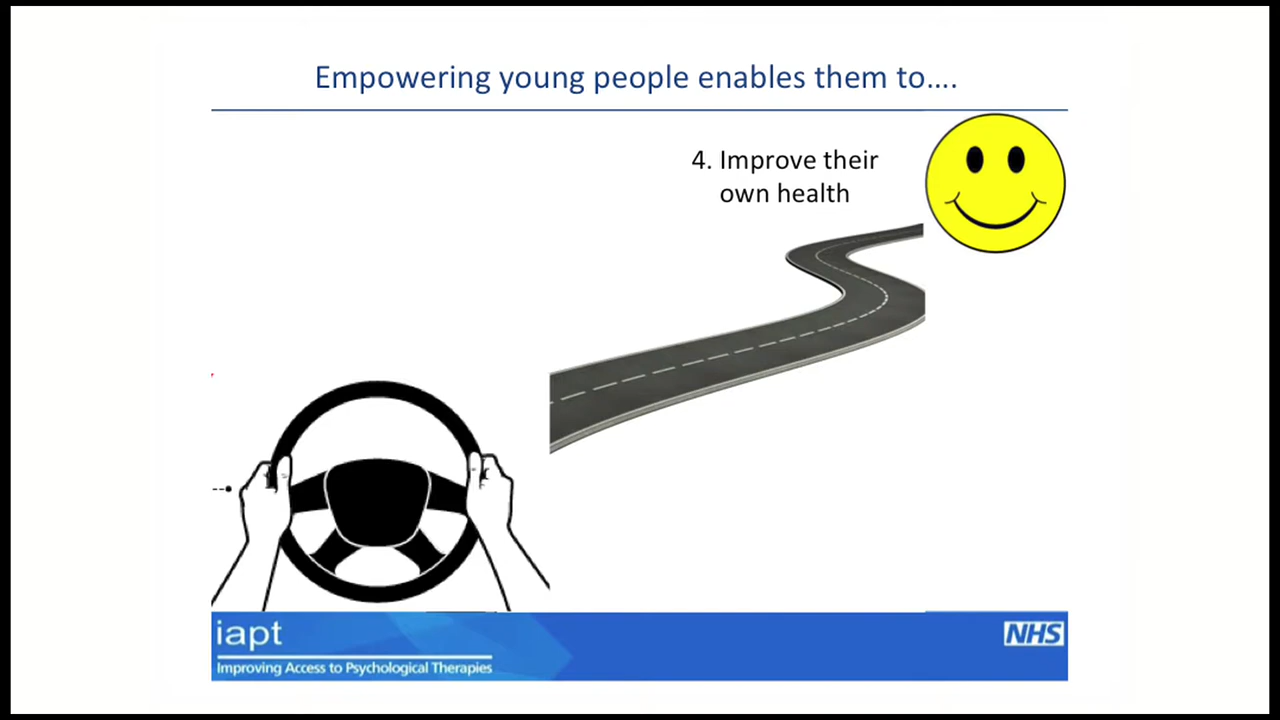 Empowering young people enables them to....
4. Improve their
own health
iapt
Improving Access to Psychological Therapies
NHS